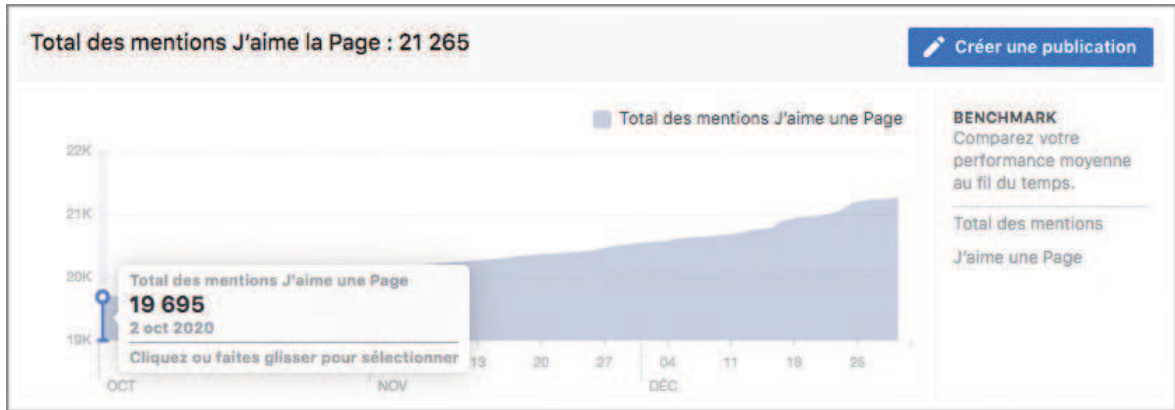 Total des mentions J'aime la Page : 21 265
Créer une publication
Total des mentions J'aime une Page
22K
21K
20K
19K
Total des mentions J'aime une Page
19 695
2 oct 2020
Cliquez ou faites glisser pour sélectionner
13 20 27 04 11 18 25
OCT NOV DÉC
BENCHMARK
Comparez votre
performance moyenne
au fil du temps.
Total des mentions
J'aime une Page